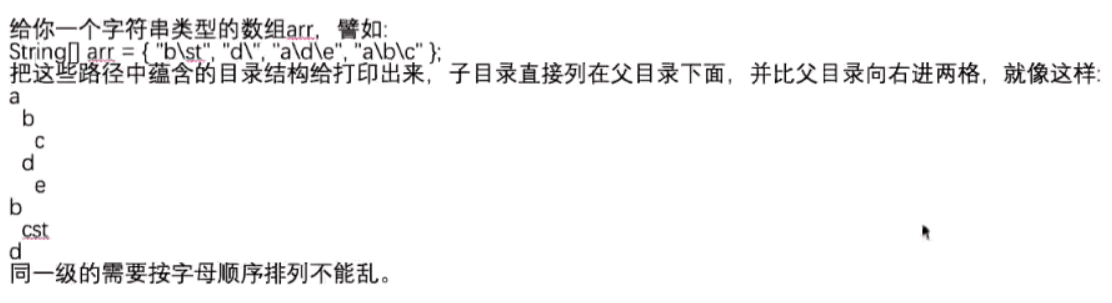 给你一个字符串类型的数组arr，譬如:
String[] arr = { "b\st", "d\", "a\d\e", "a\b\c" };
把这些路径中蕴含的目录结构给打印出来，子目录直接列在父目录下面，并比父目录向右进两格，就像这样:
a
b
c
d
e
b
cst
d
同一级的需要按字母顺序排列不能乱。